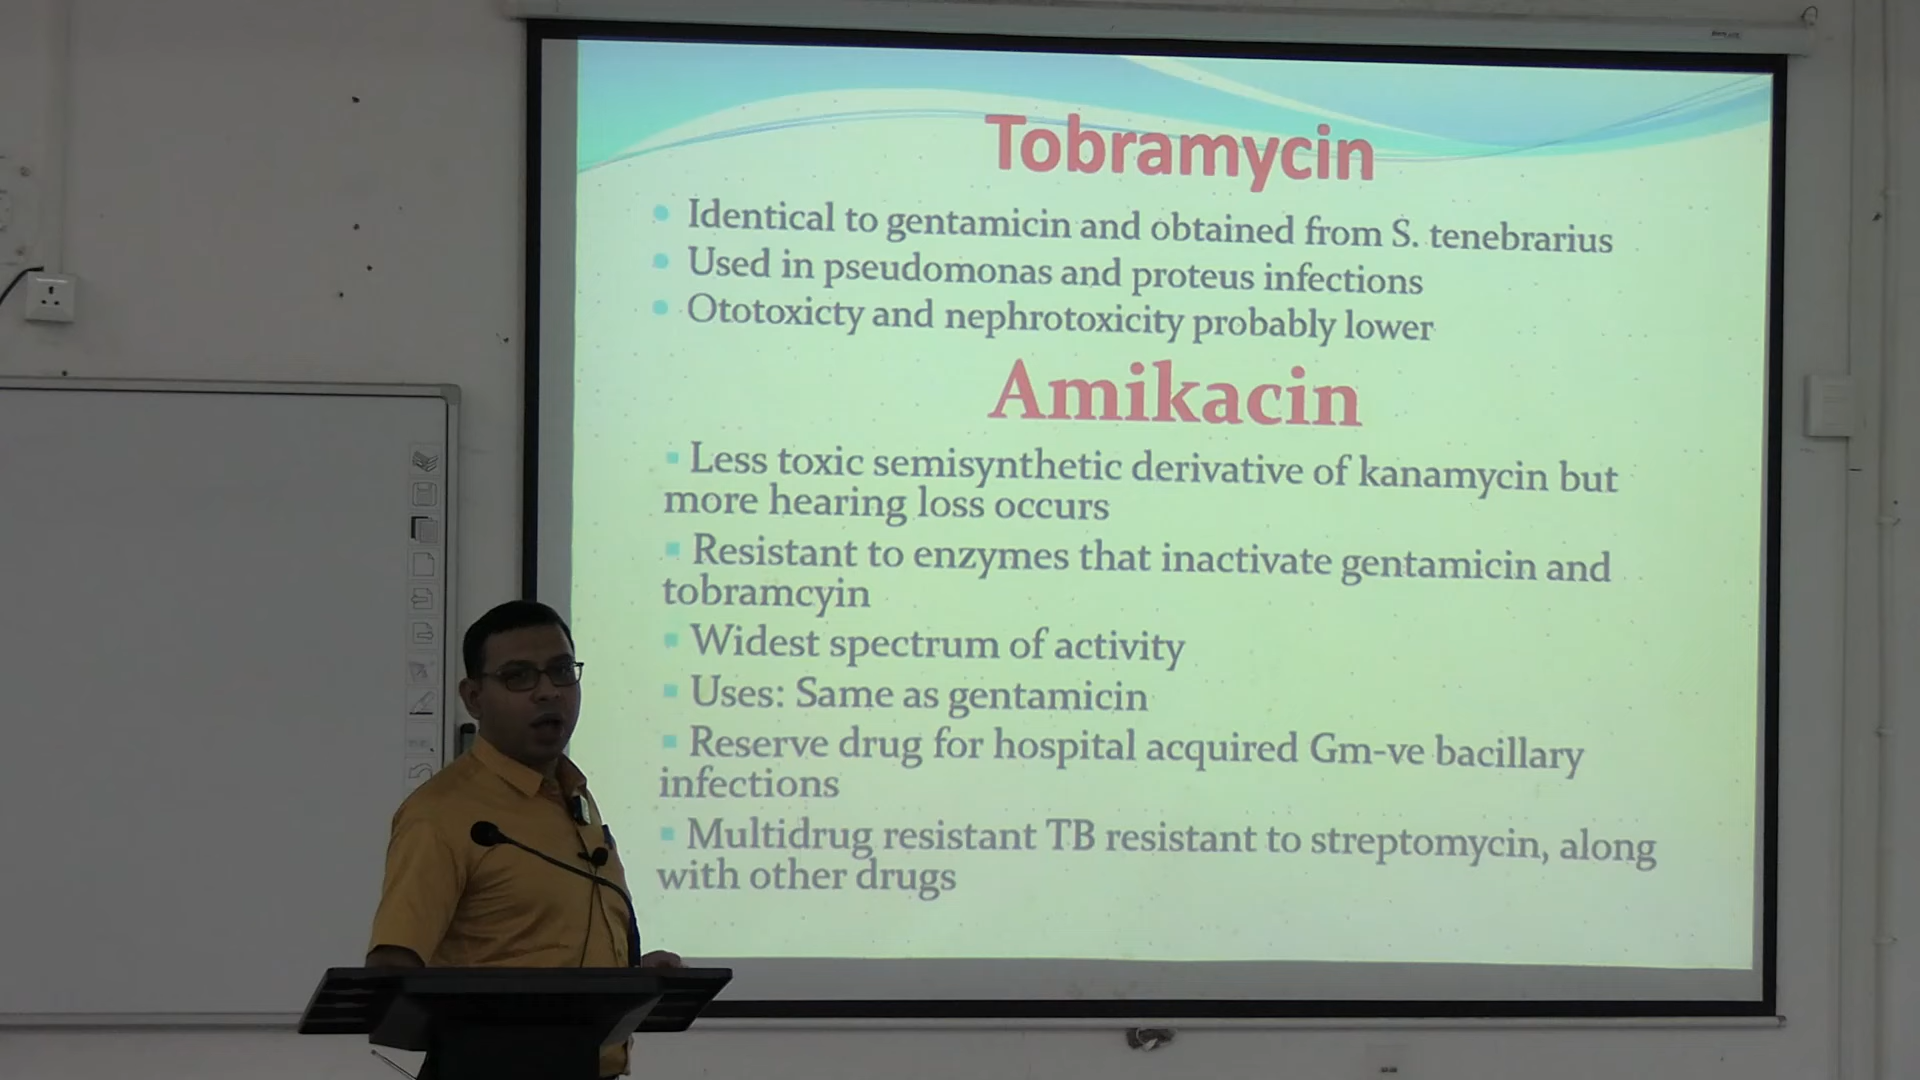 Tobramycin
Identical to gentamicin and obtained from S. tenebrarius
Used in pseudomonas and proteus infections
Ototoxicty and nephrotoxicity probably lower
Amikacin
Less toxic semisynthetic derivative of kanamycin but
more hearing loss occurs
Resistant to enzymes that inactivate gentamicin and
tobramcyin
Widest spectrum of activity
Uses: Same as gentamicin
Reserve drug for hospital acquired Gm-ve bacillary
infections
Multidrug resistant TB resistant to streptomycin, along
with other drugs